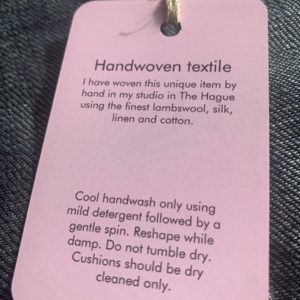 Handwoven textile
I have woven this unique item by
hand in my studio in The Hague
using the finest lambswool, silk,
linen and cotton.
Cool handwash only using
mild detergent followed by a
gentle spin. Reshape while
damp. Do not tumble dry.
Cushions should be dry
cleaned only.